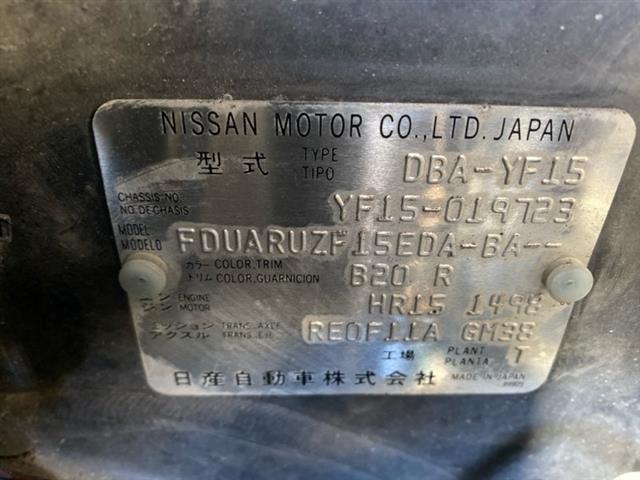 NISSAN MOTOR CO.,LTD. JAPAN
型式 TYPE TIPO DBA-YF15
CHASSIS NO. NO. DE CHASIS YF15-019723
MODEL MODELO FDUARUZF15EDA-BA--
カラー トリム COLOR,TRIM COLOR,GUARNICION B20 R
エンジン ENGINE MOTOR HR15 1498
ミッション アクスル TRANS. AXLE TRANS. EJE RE0F11A GM38
工場 PLANT PLANTA T
日産自動車株式会社 MADE IN JAPAN